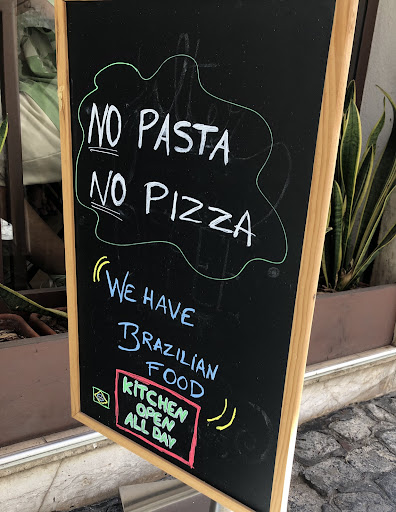 NO PASTA
NO PIZZA
WE HAVE
BRAZILIAN
FOOD
KITCHEN
OPEN
ALL DAY